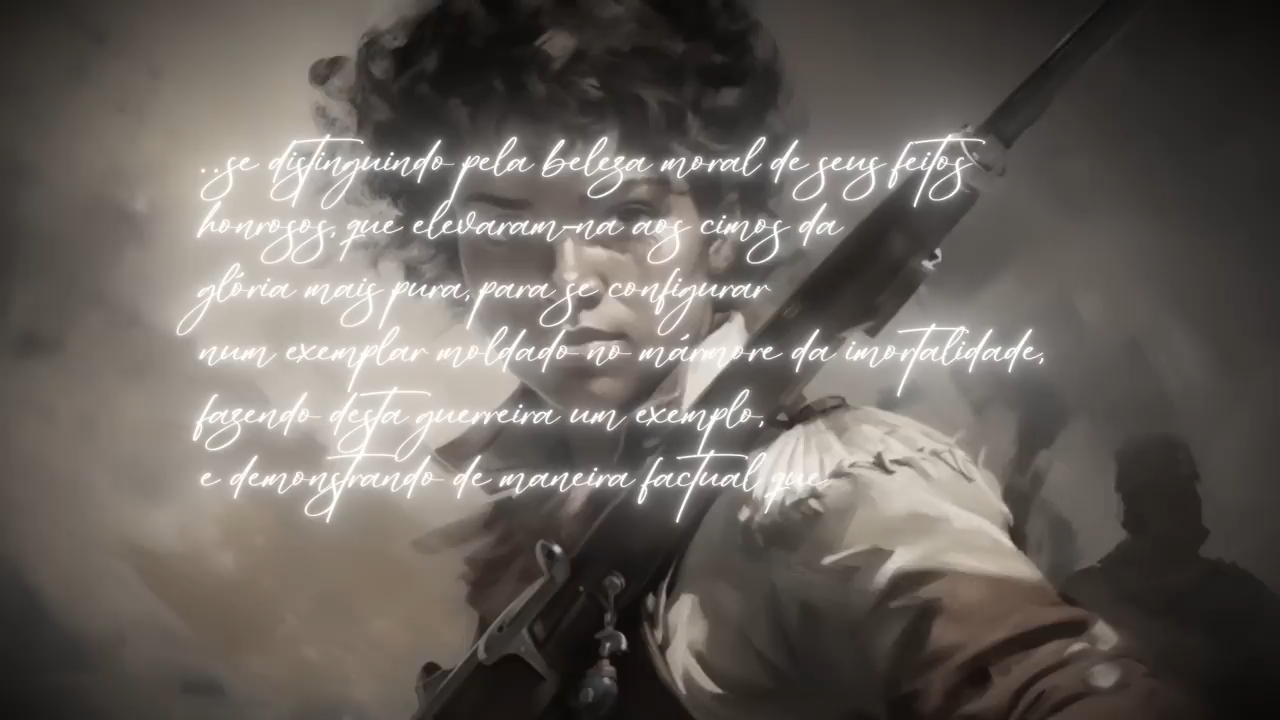 ..se distinguindo pela beleza moral de seus feitos
honrosos, que elevaram-na aos cimos da
glória mais pura, para se configurar
num exemplar moldado no mármore da imortalidade,
fazendo desta guerreira um exemplo,
e demonstrando de maneira factual que